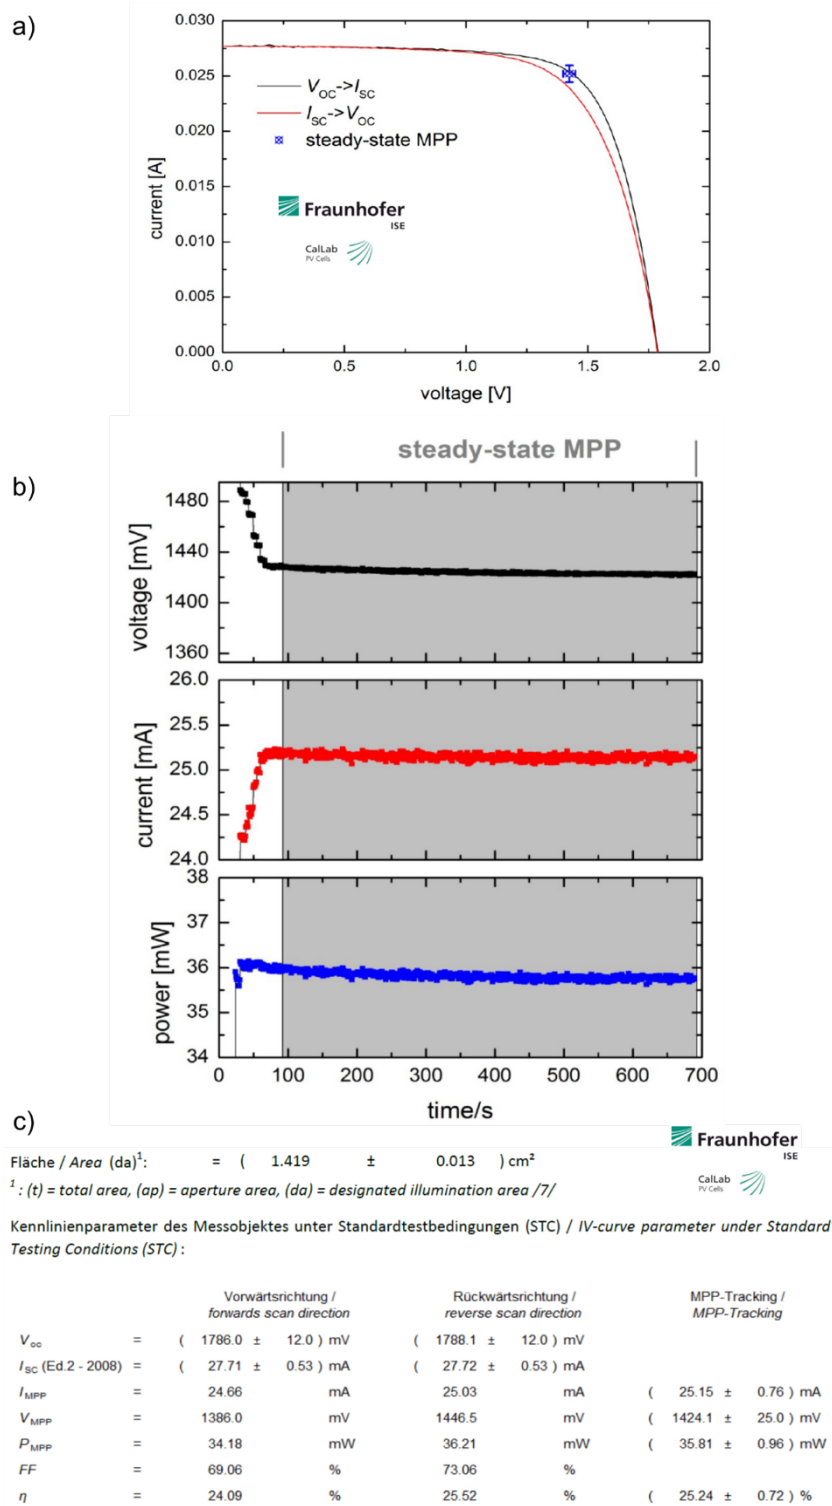 a)
0.030
0.025
0.020
0.015
0.010
0.005
0.000
current [A]
V_OC->I_SC
I_SC->V_OC
steady-state MPP
Fraunhofer
ISE
CalLab
PV Cells
0.0 0.5 1.0 1.5 2.0
voltage [V]
steady-state MPP
b)
1480
1440
1400
1360
voltage [mV]
26.0
25.5
25.0
24.5
24.0
current [mA]
38
37
36
35
34
power [mW]
0 100 200 300 400 500 600 700
time/s
c)
Fraunhofer
ISE
CalLab
PV Cells
Fläche / Area (da)¹: = ( 1.419 ± 0.013 ) cm²
¹ : (t) = total area, (ap) = aperture area, (da) = designated illumination area /7/
Kennlinienparameter des Messobjektes unter Standardtestbedingungen (STC) / IV-curve parameter under Standard
Testing Conditions (STC) :
Vorwärtsrichtung / Rückwärtsrichtung / MPP-Tracking /
forwards scan direction reverse scan direction MPP-Tracking
V_oc = ( 1786.0 ± 12.0 ) mV ( 1788.1 ± 12.0 ) mV
I_SC (Ed.2 - 2008) = ( 27.71 ± 0.53 ) mA ( 27.72 ± 0.53 ) mA
I_MPP = 24.66 mA 25.03 mA ( 25.15 ± 0.76 ) mA
V_MPP = 1386.0 mV 1446.5 mV ( 1424.1 ± 25.0 ) mV
P_MPP = 34.18 mW 36.21 mW ( 35.81 ± 0.96 ) mW
FF = 69.06 % 73.06 %
η = 24.09 % 25.52 % ( 25.24 ± 0.72 ) %